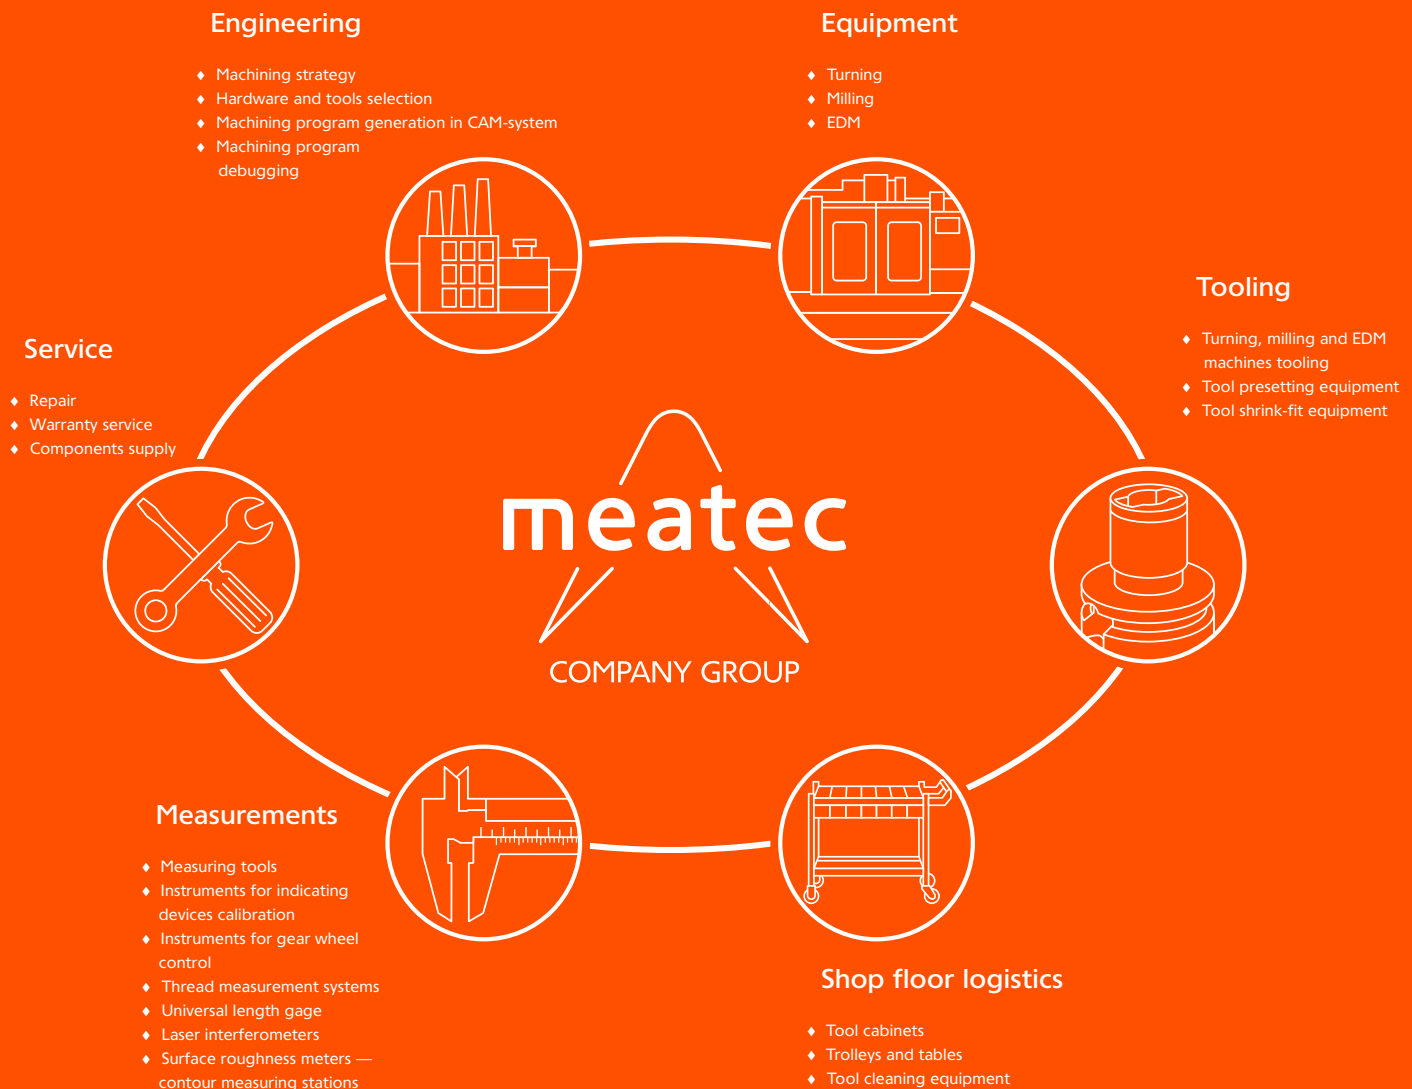 Engineering
♦ Machining strategy
♦ Hardware and tools selection
♦ Machining program generation in CAM-system
♦ Machining program
debugging
Equipment
♦ Turning
♦ Milling
♦ EDM
Tooling
♦ Turning, milling and EDM
machines tooling
♦ Tool presetting equipment
♦ Tool shrink-fit equipment
Service
♦ Repair
♦ Warranty service
♦ Components supply
meatec
COMPANY GROUP
Measurements
♦ Measuring tools
♦ Instruments for indicating
devices calibration
♦ Instruments for gear wheel
control
♦ Thread measurement systems
♦ Universal length gage
♦ Laser interferometers
♦ Surface roughness meters —
contour measuring stations
Shop floor logistics
♦ Tool cabinets
♦ Trolleys and tables
♦ Tool cleaning equipment